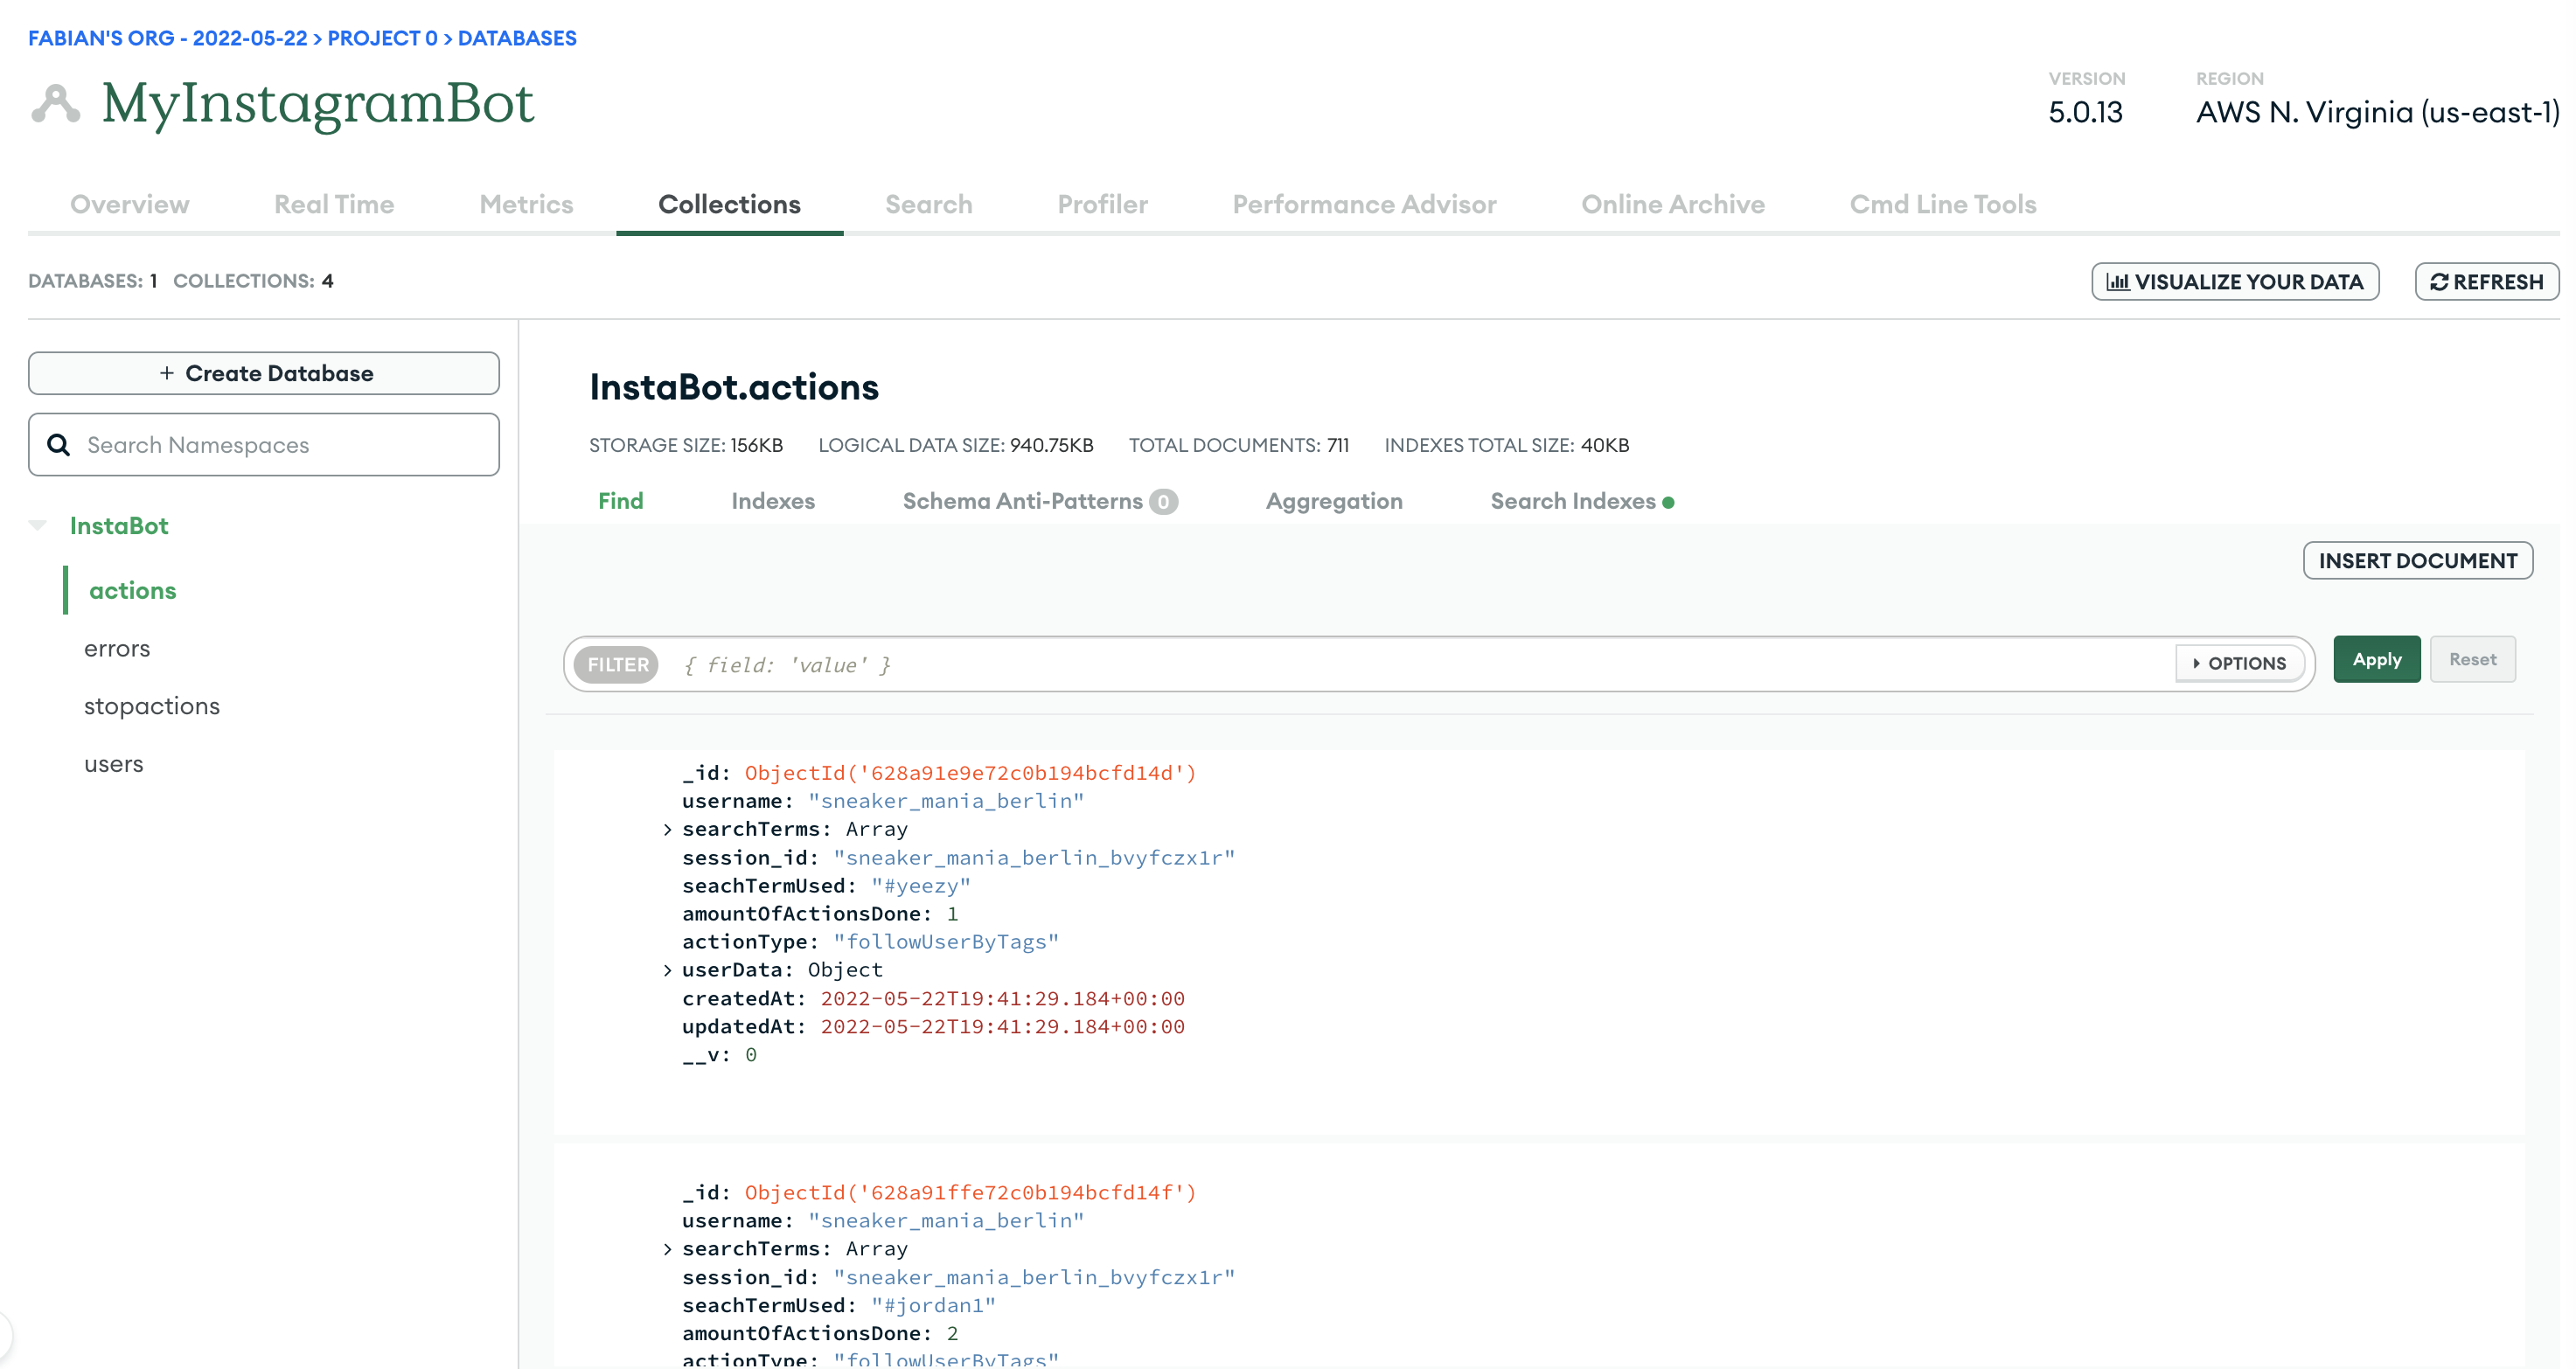 FABIAN'S ORG - 2022-05-22 > PROJECT 0 > DATABASES
MyInstagramBot
VERSION
5.0.13
REGION
AWS N. Virginia (us-east-1)
Overview Real Time Metrics Collections Search Profiler Performance Advisor Online Archive Cmd Line Tools
DATABASES: 1 COLLECTIONS: 4
VISUALIZE YOUR DATA
REFRESH
+ Create Database
Search Namespaces
InstaBot
actions
errors
stopactions
users
InstaBot.actions
STORAGE SIZE: 156KB LOGICAL DATA SIZE: 940.75KB TOTAL DOCUMENTS: 711 INDEXES TOTAL SIZE: 40KB
Find Indexes Schema Anti-Patterns 0 Aggregation Search Indexes
INSERT DOCUMENT
FILTER { field: 'value' } OPTIONS Apply Reset
_id: ObjectId('628a91e9e72c0b194bcfd14d')
username: "sneaker_mania_berlin"
> searchTerms: Array
session_id: "sneaker_mania_berlin_bvyfczx1r"
seachTermUsed: "#yeezy"
amountOfActionsDone: 1
actionType: "followUserByTags"
> userData: Object
createdAt: 2022-05-22T19:41:29.184+00:00
updatedAt: 2022-05-22T19:41:29.184+00:00
__v: 0
_id: ObjectId('628a91ffe72c0b194bcfd14f')
username: "sneaker_mania_berlin"
> searchTerms: Array
session_id: "sneaker_mania_berlin_bvyfczx1r"
seachTermUsed: "#jordan1"
amountOfActionsDone: 2
actionType: "followUserByTags"